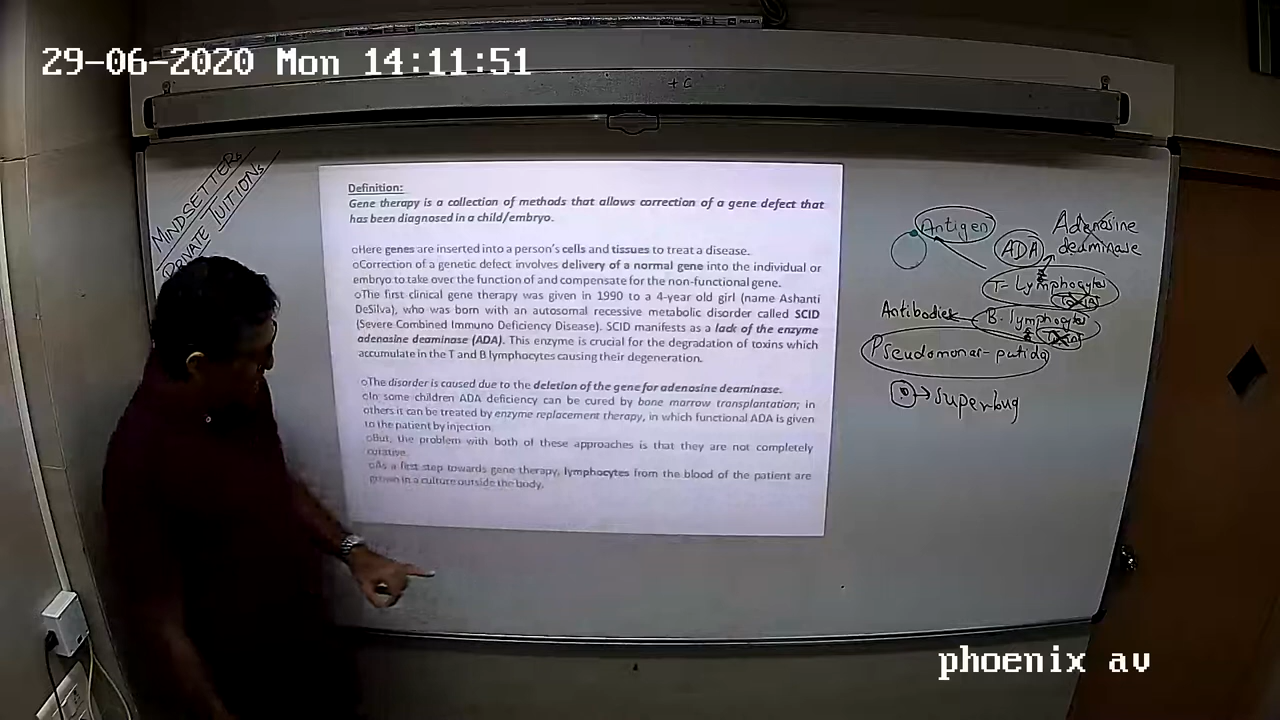 29-06-2020 Mon 14:11:51
+C
MINDSETTERS
PRIVATE TUITIONS
Definition:
Gene therapy is a collection of methods that allows correction of a gene defect that
has been diagnosed in a child/embryo.
oHere genes are inserted into a person's cells and tissues to treat a disease.
oCorrection of a genetic defect involves delivery of a normal gene into the individual or
embryo to take over the function of and compensate for the non-functional gene.
oThe first clinical gene therapy was given in 1990 to a 4-year old girl (name Ashanti
DeSilva), who was born with an autosomal recessive metabolic disorder called SCID
(Severe Combined Immuno Deficiency Disease). SCID manifests as a lack of the enzyme
adenosine deaminase (ADA). This enzyme is crucial for the degradation of toxins which
accumulate in the T and B lymphocytes causing their degeneration.
oThe disorder is caused due to the deletion of the gene for adenosine deaminase.
oIn some children ADA deficiency can be cured by bone marrow transplantation; in
others it can be treated by enzyme replacement therapy, in which functional ADA is given
to the patient by injection.
oBut, the problem with both of these approaches is that they are not completely
curative.
oAs a first step towards gene therapy, lymphocytes from the blood of the patient are
grown in a culture outside the body.
Antigen
Adenosine
deaminase
ADA
T-Lymphocytes
Toxins
Antibodies
B-lymphocytes
Toxins
Pseudomonas-putida
Superbug
phoenix av